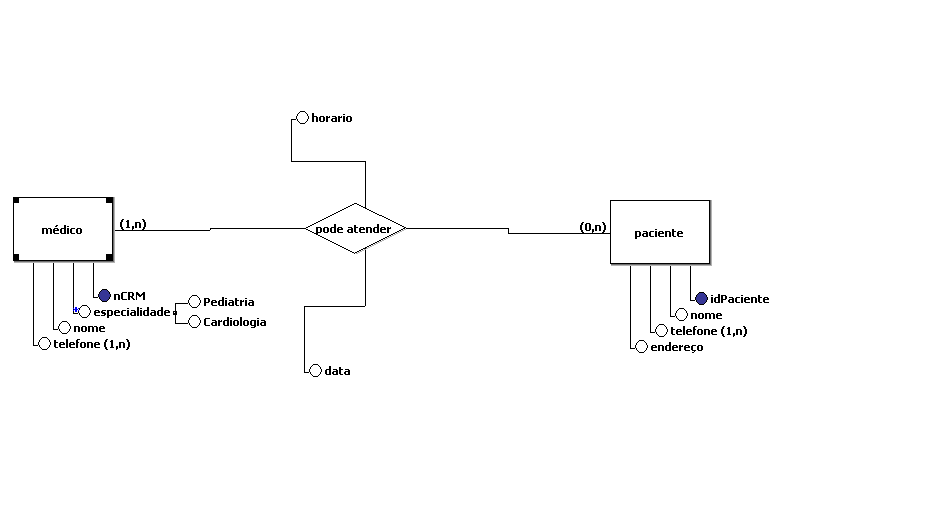 horario
médico
(1,n)
pode atender
(0,n)
paciente
nCRM
especialidade
Pediatria
Cardiologia
nome
telefone (1,n)
idPaciente
nome
telefone (1,n)
endereço
data